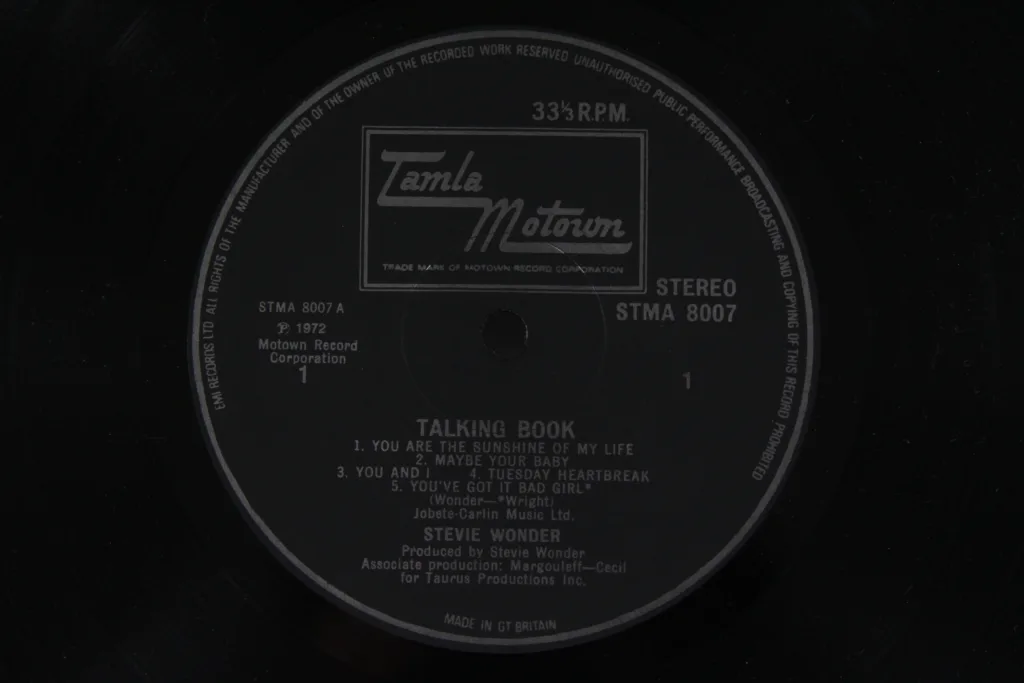 EMI RECORDS LTD ALL RIGHTS OF THE MANUFACTURER AND OF THE OWNER OF THE RECORDED WORK RESERVED UNAUTHORISED PUBLIC PERFORMANCE BROADCASTING AND COPYING OF THIS RECORD PROHIBITED
33⅓ R.P.M.
Tamla
Motown
TRADE MARK OF MOTOWN RECORD CORPORATION
STEREO
STMA 8007
STMA 8007 A
℗ 1972
Motown Record
Corporation
1
1
TALKING BOOK
1. YOU ARE THE SUNSHINE OF MY LIFE
2. MAYBE YOUR BABY
3. YOU AND I 4. TUESDAY HEARTBREAK
5. YOU'VE GOT IT BAD GIRL*
(Wonder—*Wright)
Jobete-Carlin Music Ltd.
STEVIE WONDER
Produced by Stevie Wonder
Associate production: Margouleff—Cecil
for Taurus Productions Inc.
MADE IN GT BRITAIN